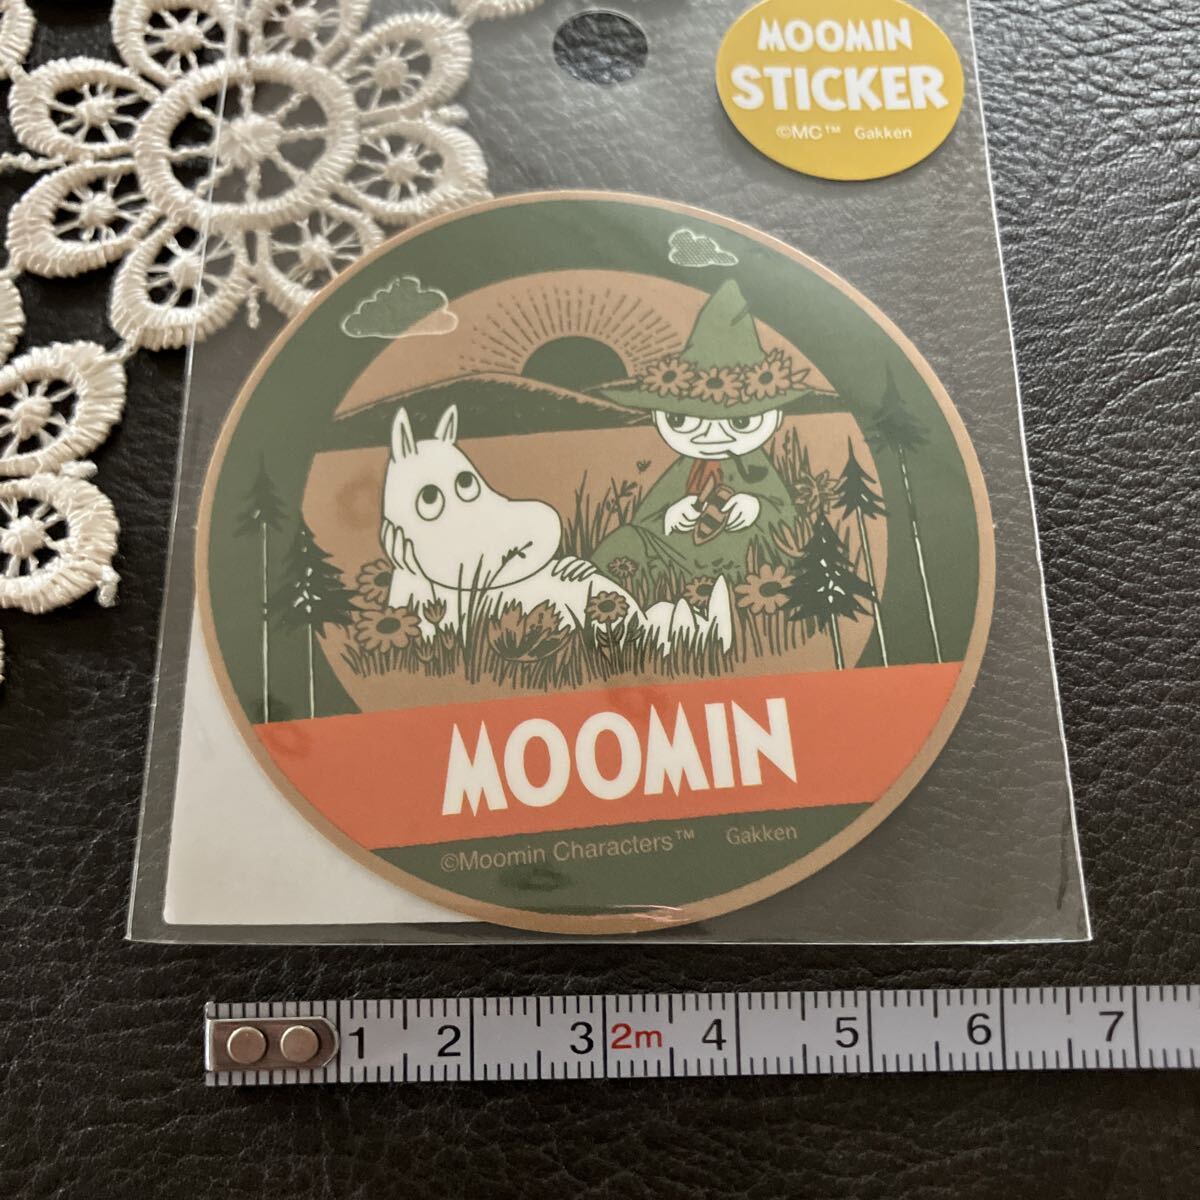 MOOMIN
STICKER
©MC™ Gakken
MOOMIN
©Moomin Characters™ Gakken
1 2 3 2m 4 5 6 7